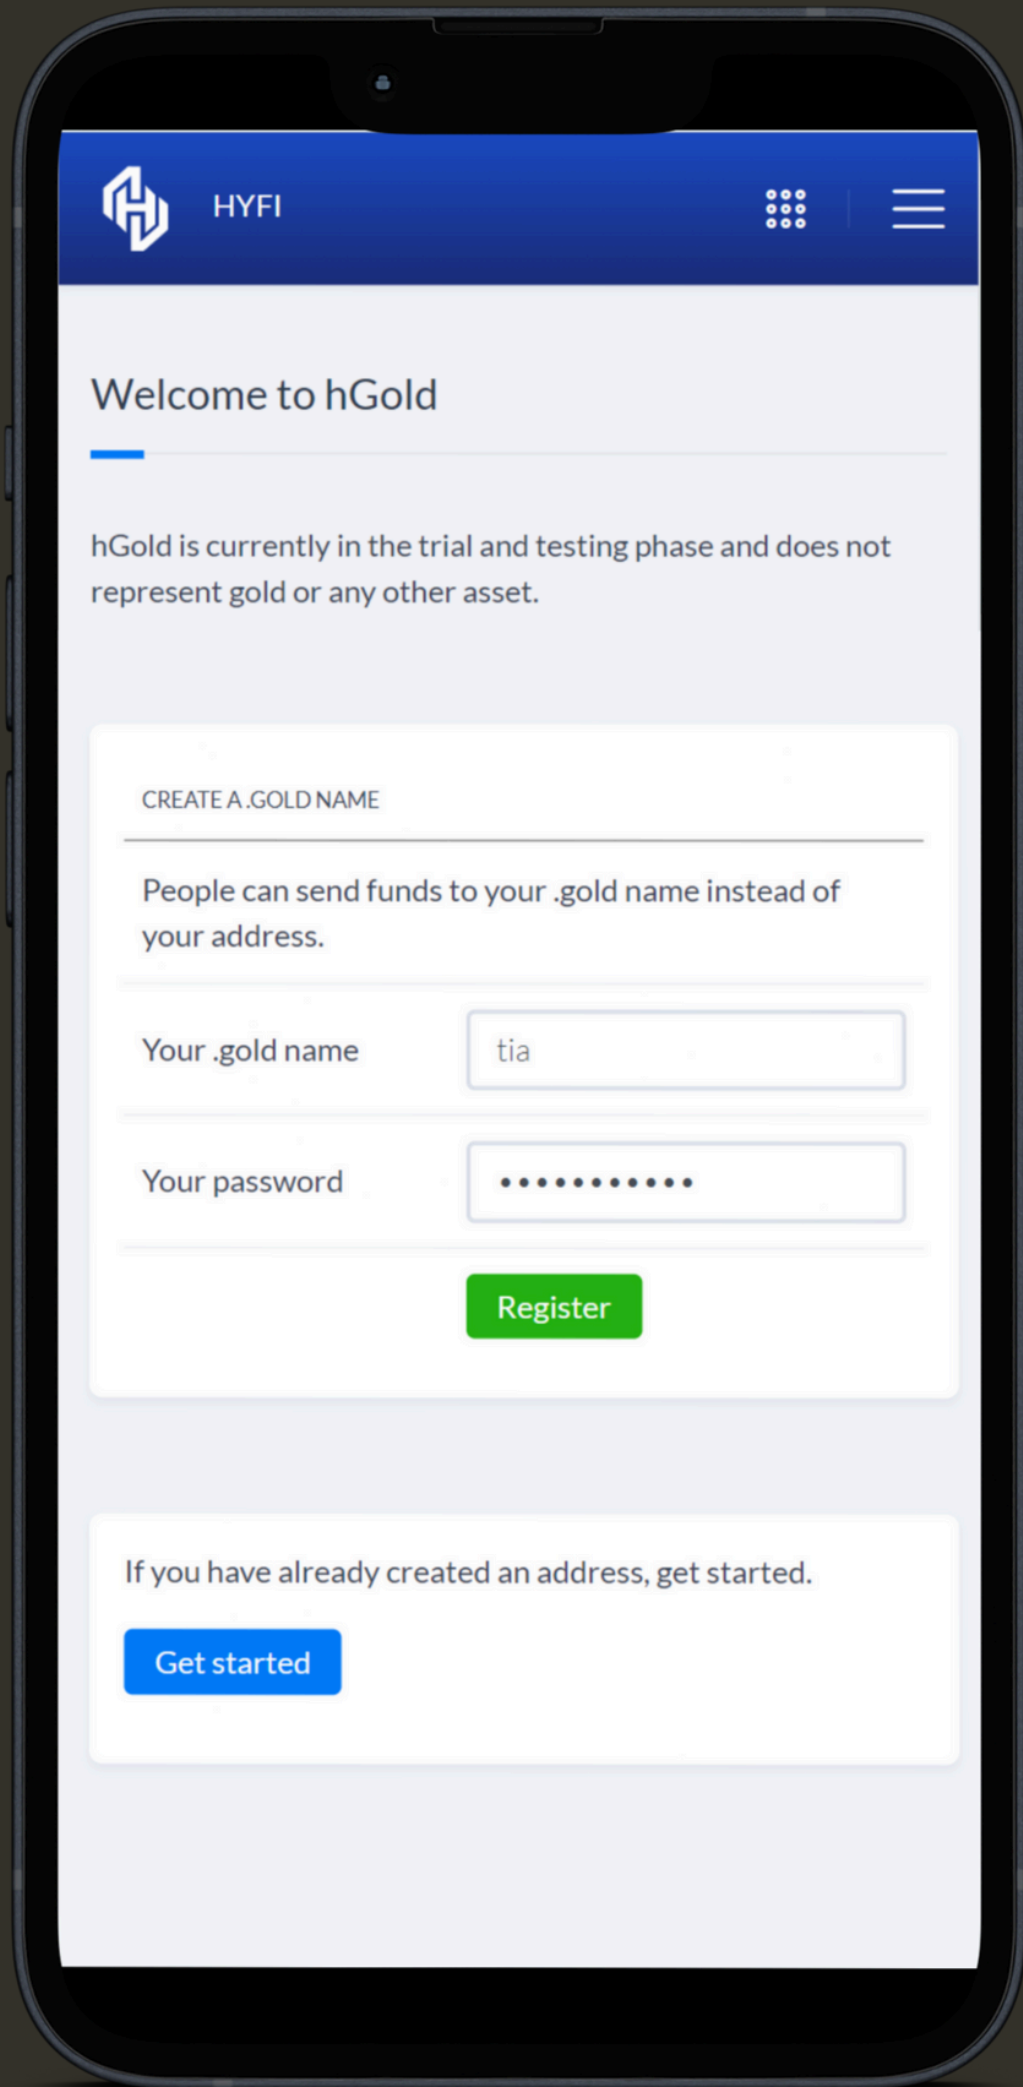 HYFI
Welcome to hGold
hGold is currently in the trial and testing phase and does not
represent gold or any other asset.
CREATE A .GOLD NAME
People can send funds to your .gold name instead of
your address.
Your .gold name
tia
Your password
•••••••••••
Register
If you have already created an address, get started.
Get started